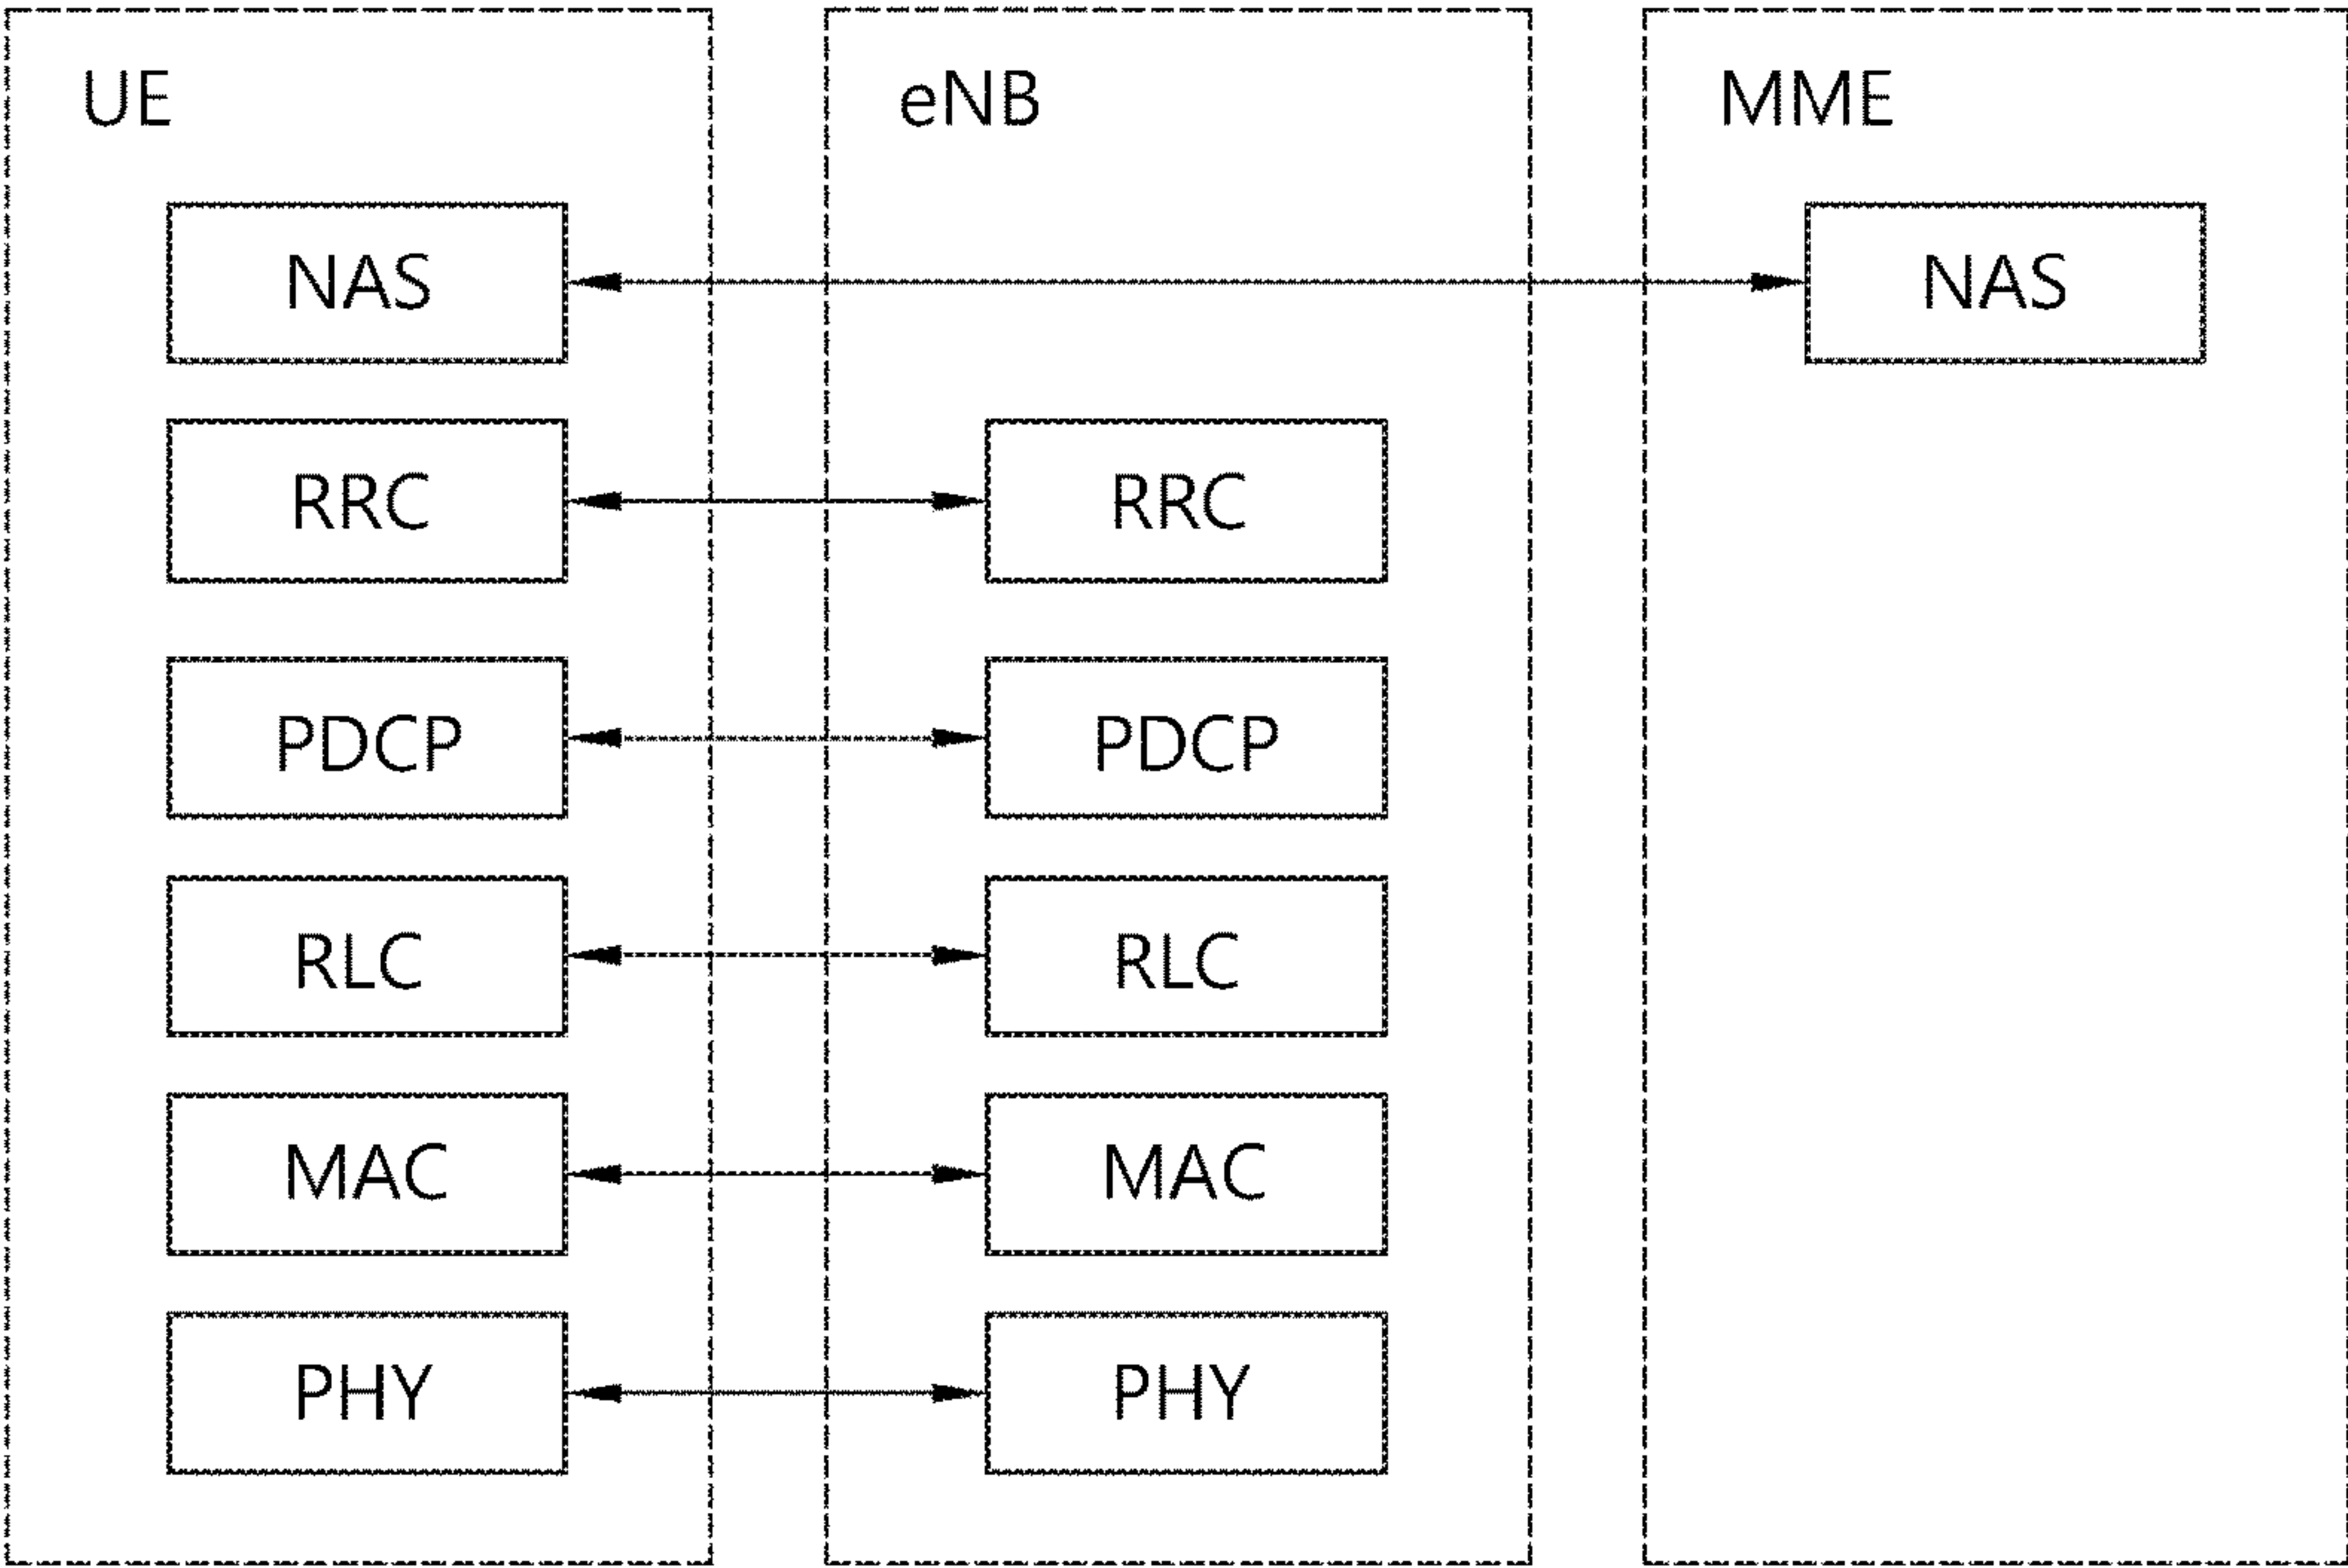 UE
eNB
MME
NAS
NAS
RRC
RRC
PDCP
PDCP
RLC
RLC
MAC
MAC
PHY
PHY